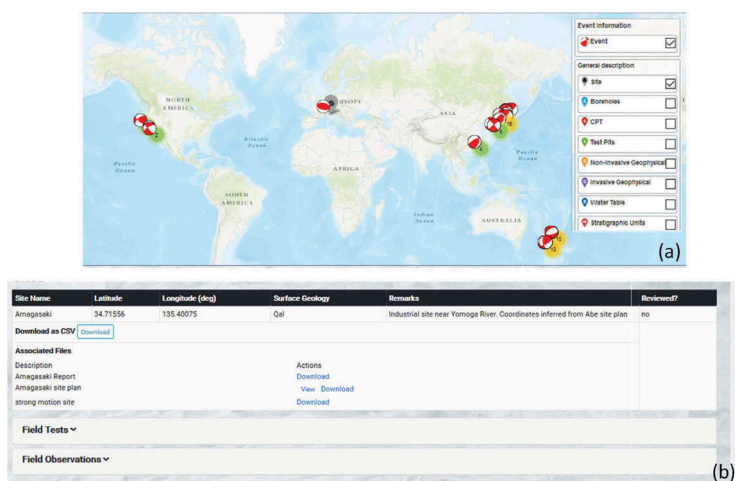 Event information
Event
General description
Site
Boreholes
CPT
Test Pits
Non-Invasive Geophysical
Invasive Geophysical
Water Table
Stratigraphic Units
NORTH
AMERICA
EUROPE
ASIA
Atlantic
Ocean
Pacific
Ocean
AFRICA
Pacific
Ocean
SOUTH
AMERICA
Indian
Ocean
AUSTRALIA
(a)
Site Name Latitude Longitude (deg) Surface Geology Remarks Reviewed?
Amagasaki 34.71556 135.40075 Qal Industrial site near Yomoga River. Coordinates inferred from Abe site plan no
Download as CSV Download
Associated Files
Description Actions
Amagasaki Report Download
Amagasaki site plan View Download
strong motion site Download
Field Tests
Field Observations
(b)